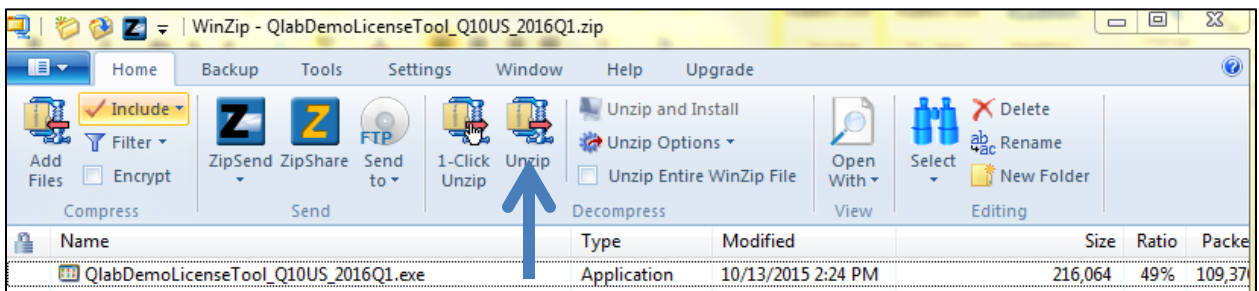 WinZip - QlabDemoLicenseTool_Q10US_2016Q1.zip
Home Backup Tools Settings Window Help Upgrade
Add Files
Include
Filter
Encrypt
Compress
ZipSend
ZipShare
FTP
Send to
Send
1-Click Unzip
Unzip
Unzip and Install
Unzip Options
Unzip Entire WinZip File
Decompress
Open With
View
Select
Delete
Rename
New Folder
Editing
Name Type Modified Size Ratio Packe
QlabDemoLicenseTool_Q10US_2016Q1.exe Application 10/13/2015 2:24 PM 216,064 49% 109,370